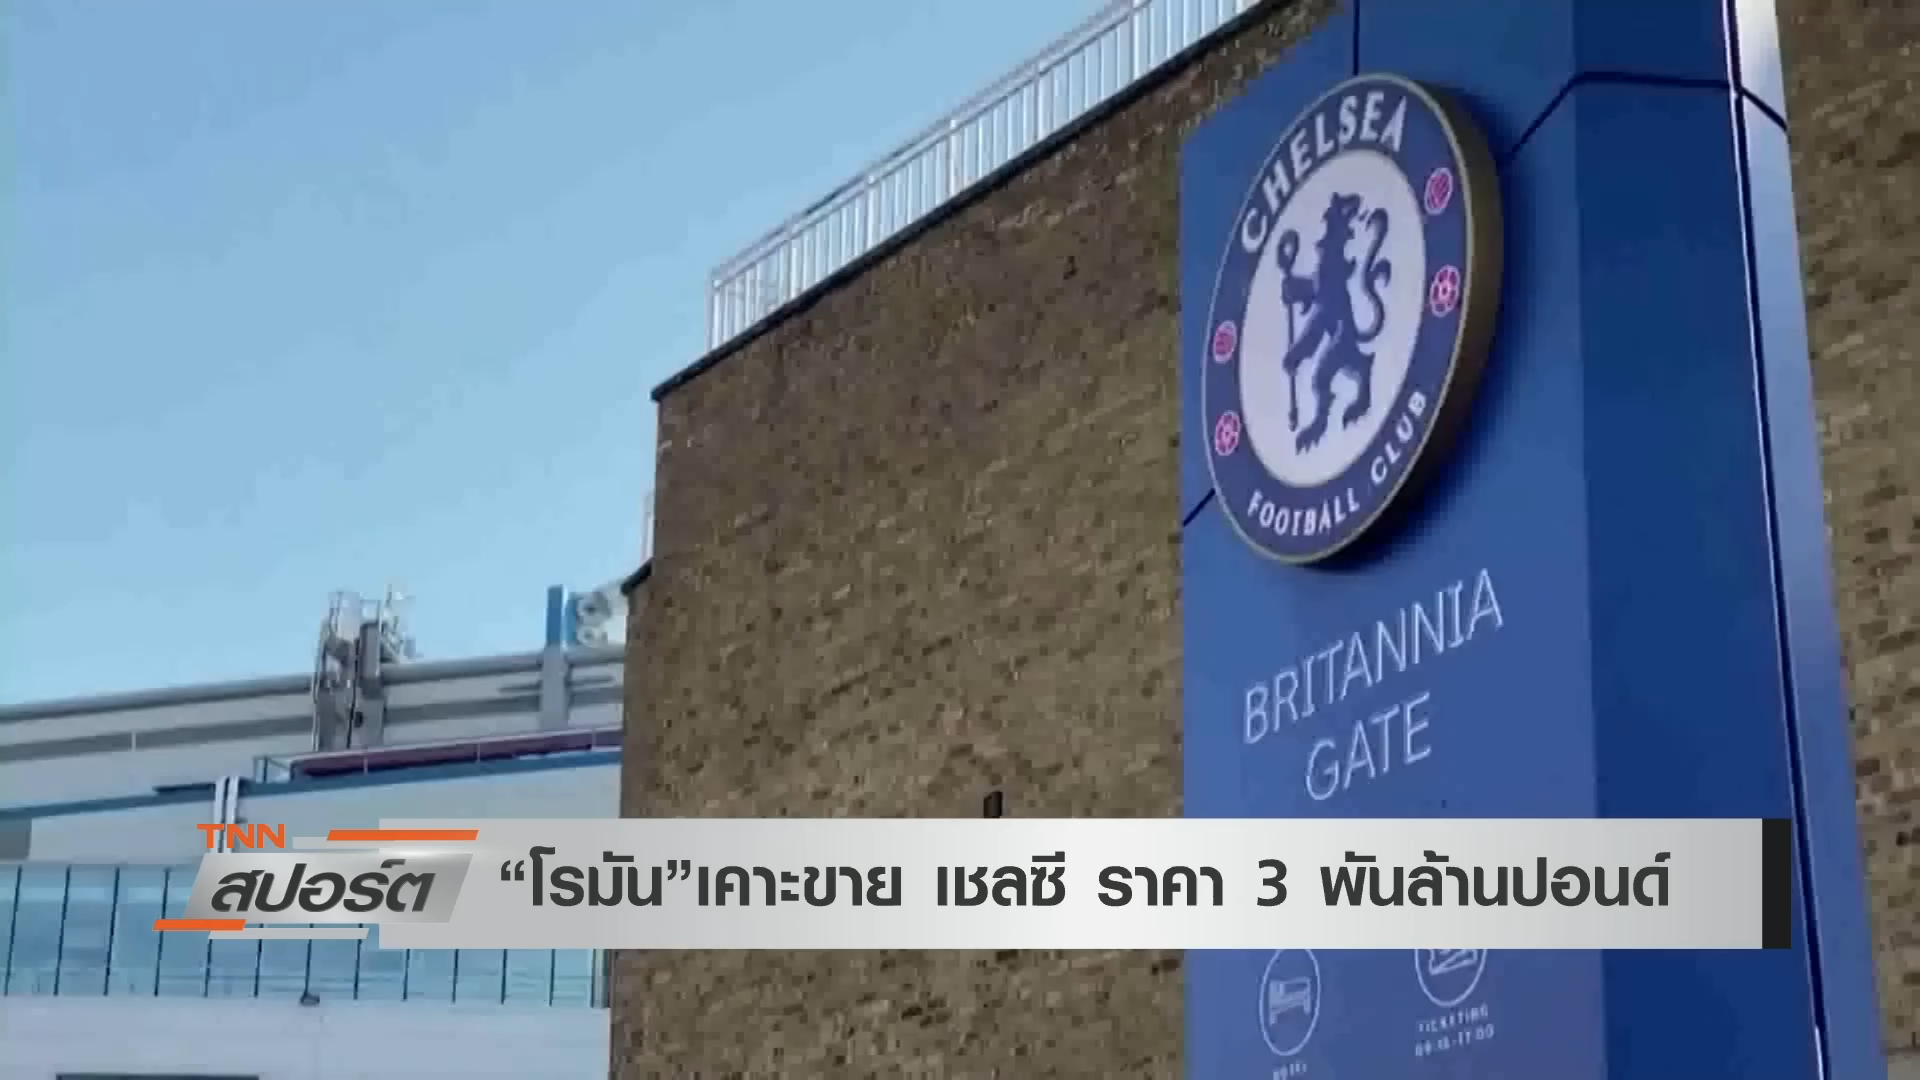 CHELSEA
FOOTBALL CLUB
BRITANNIA
GATE
TNN
สปอร์ต
“โรมัน”เคาะขาย เชลซี ราคา 3 พันล้านปอนด์
TICKETING
HOTEL